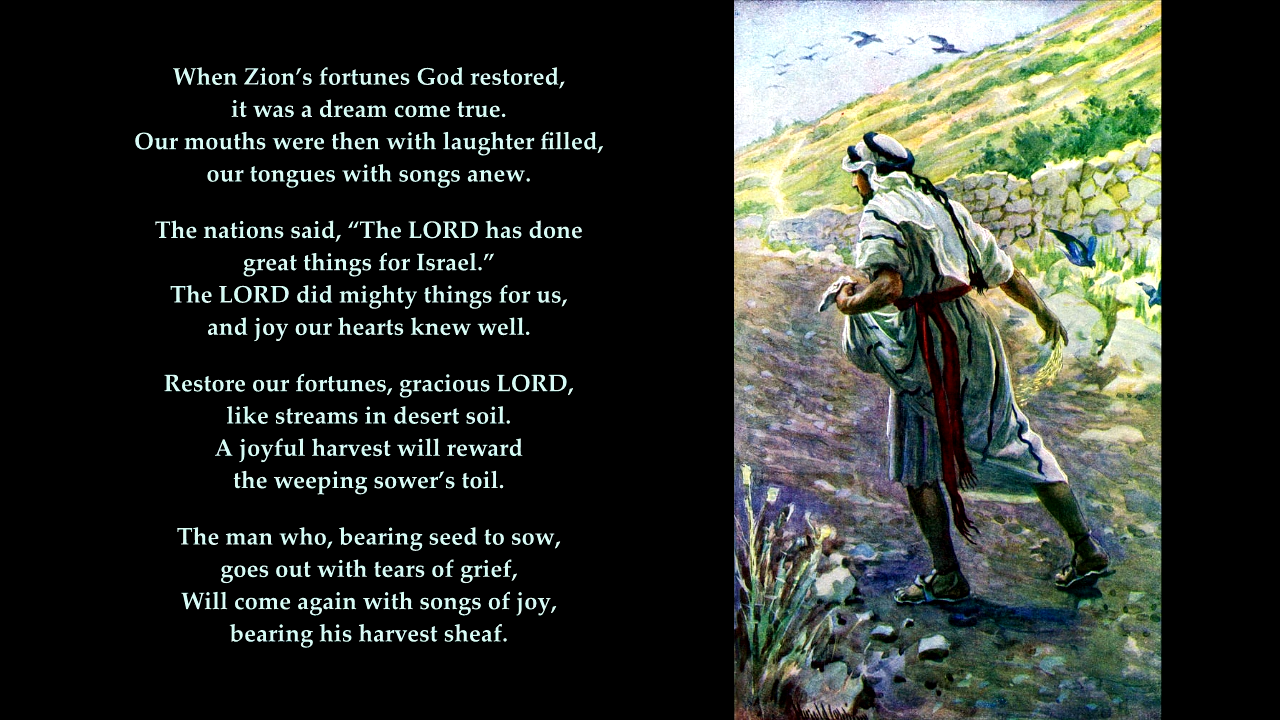 When Zion’s fortunes God restored,
it was a dream come true.
Our mouths were then with laughter filled,
our tongues with songs anew.
The nations said, “The LORD has done
great things for Israel.”
The LORD did mighty things for us,
and joy our hearts knew well.
Restore our fortunes, gracious LORD,
like streams in desert soil.
A joyful harvest will reward
the weeping sower’s toil.
The man who, bearing seed to sow,
goes out with tears of grief,
Will come again with songs of joy,
bearing his harvest sheaf.